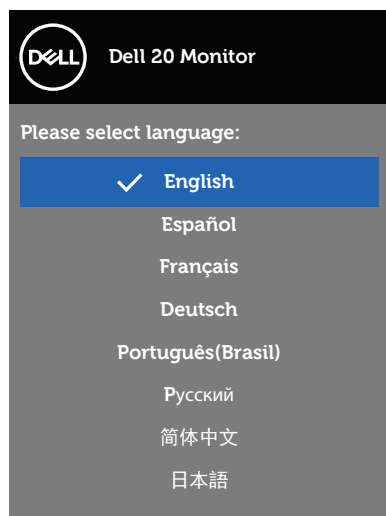 DELL
Dell 20 Monitor
Please select language:
English
Español
Français
Deutsch
Português(Brasil)
Русский
简体中文
日本語